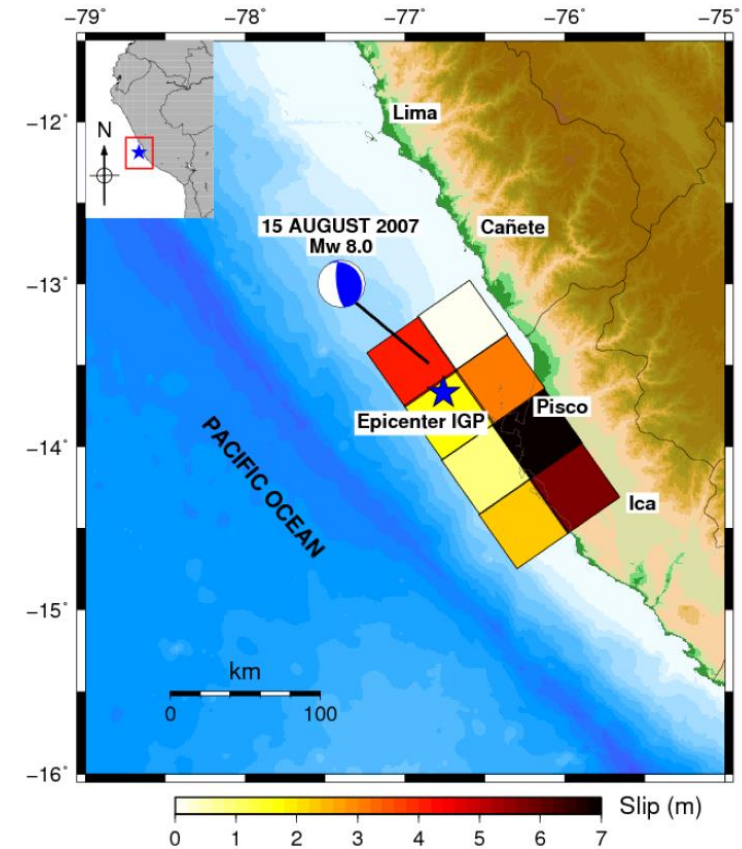 −79° −78° −77° −76° −75°
N
Lima
−12°
15 AUGUST 2007
Mw 8.0
Cañete
−13°
Pisco
Epicenter IGP
−14°
PACIFIC OCEAN
Ica
−15°
km
0 100
−16°
Slip (m)
0 1 2 3 4 5 6 7